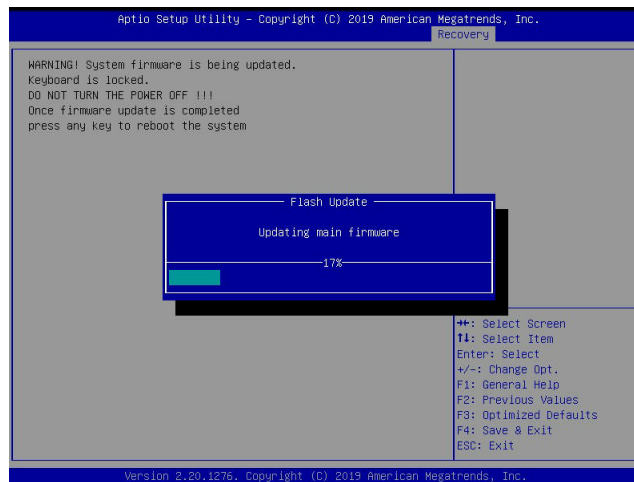 Aptio Setup Utility – Copyright (C) 2019 American Megatrends, Inc.
Recovery
WARNING! System firmware is being updated.
Keyboard is locked.
DO NOT TURN THE POWER OFF !!!
Once firmware update is completed
press any key to reboot the system
Flash Update
Updating main firmware
17%
→←: Select Screen
↑↓: Select Item
Enter: Select
+/-: Change Opt.
F1: General Help
F2: Previous Values
F3: Optimized Defaults
F4: Save & Exit
ESC: Exit
Version 2.20.1276. Copyright (C) 2019 American Megatrends, Inc.